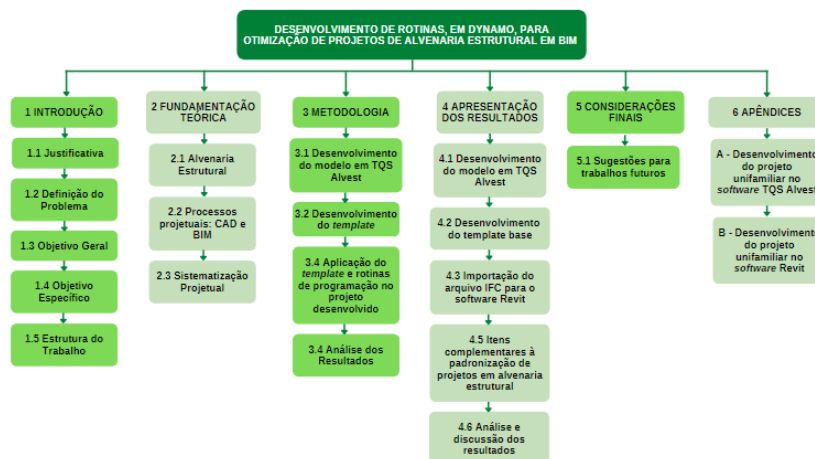 DESENVOLVIMENTO DE ROTINAS, EM DYNAMO, PARA
OTIMIZAÇÃO DE PROJETOS DE ALVENARIA ESTRUTURAL EM BIM
1 INTRODUÇÃO
1.1 Justificativa
1.2 Definição do
Problema
1.3 Objetivo Geral
1.4 Objetivo
Específico
1.5 Estrutura do
Trabalho
2 FUNDAMENTAÇÃO
TEÓRICA
2.1 Alvenaria
Estrutural
2.2 Processos
projetuais: CAD e
BIM
2.3 Sistematização
Projetual
3 METODOLOGIA
3.1 Desenvolvimento
do modelo em TQS
Alvest
3.2 Desenvolvimento
do template
3.4 Aplicação do
template e rotinas
de programação no
projeto
desenvolvido
3.4 Análise dos
Resultados
4 APRESENTAÇÃO
DOS RESULTADOS
4.1 Desenvolvimento
do modelo em TQS
Alvest
4.2 Desenvolvimento
do template base
4.3 Importação do
arquivo IFC para o
software Revit
4.5 Itens
complementares à
padronização de
projetos em alvenaria
estrutural
4.6 Análise e
discussão dos
resultados
5 CONSIDERAÇÕES
FINAIS
5.1 Sugestões para
trabalhos futuros
6 APÊNDICES
A - Desenvolvimento
do projeto
unifamiliar no
software TQS Alvest
B - Desenvolvimento
do projeto
unifamiliar no
software Revit